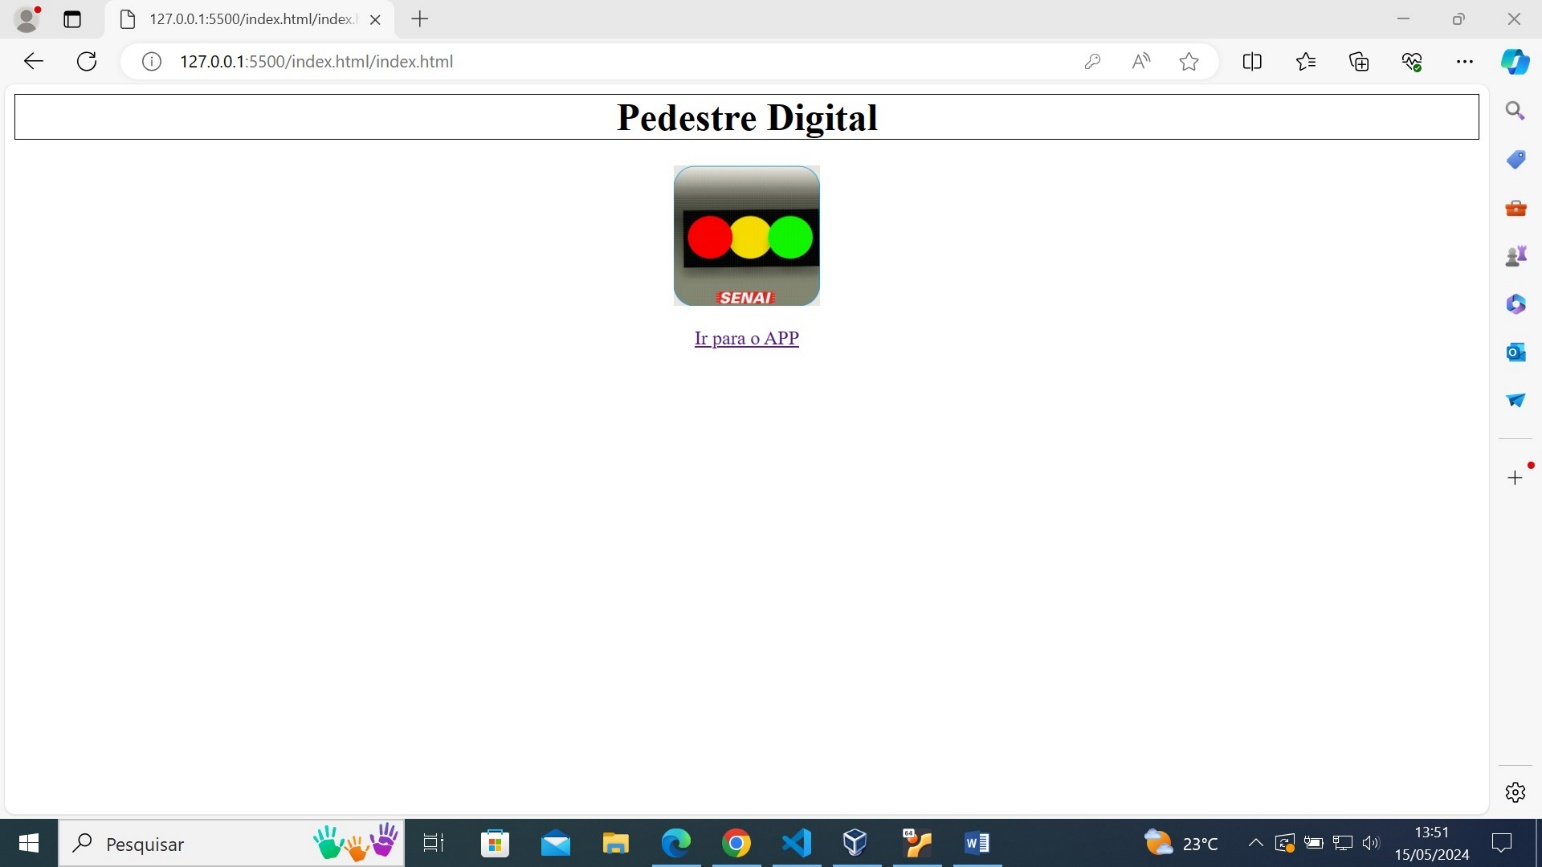 127.0.0.1:5500/index.html/index.
127.0.0.1:5500/index.html/index.html
Pedestre Digital
SENAI
Ir para o APP
Pesquisar
64
23°C
13:51
15/05/2024